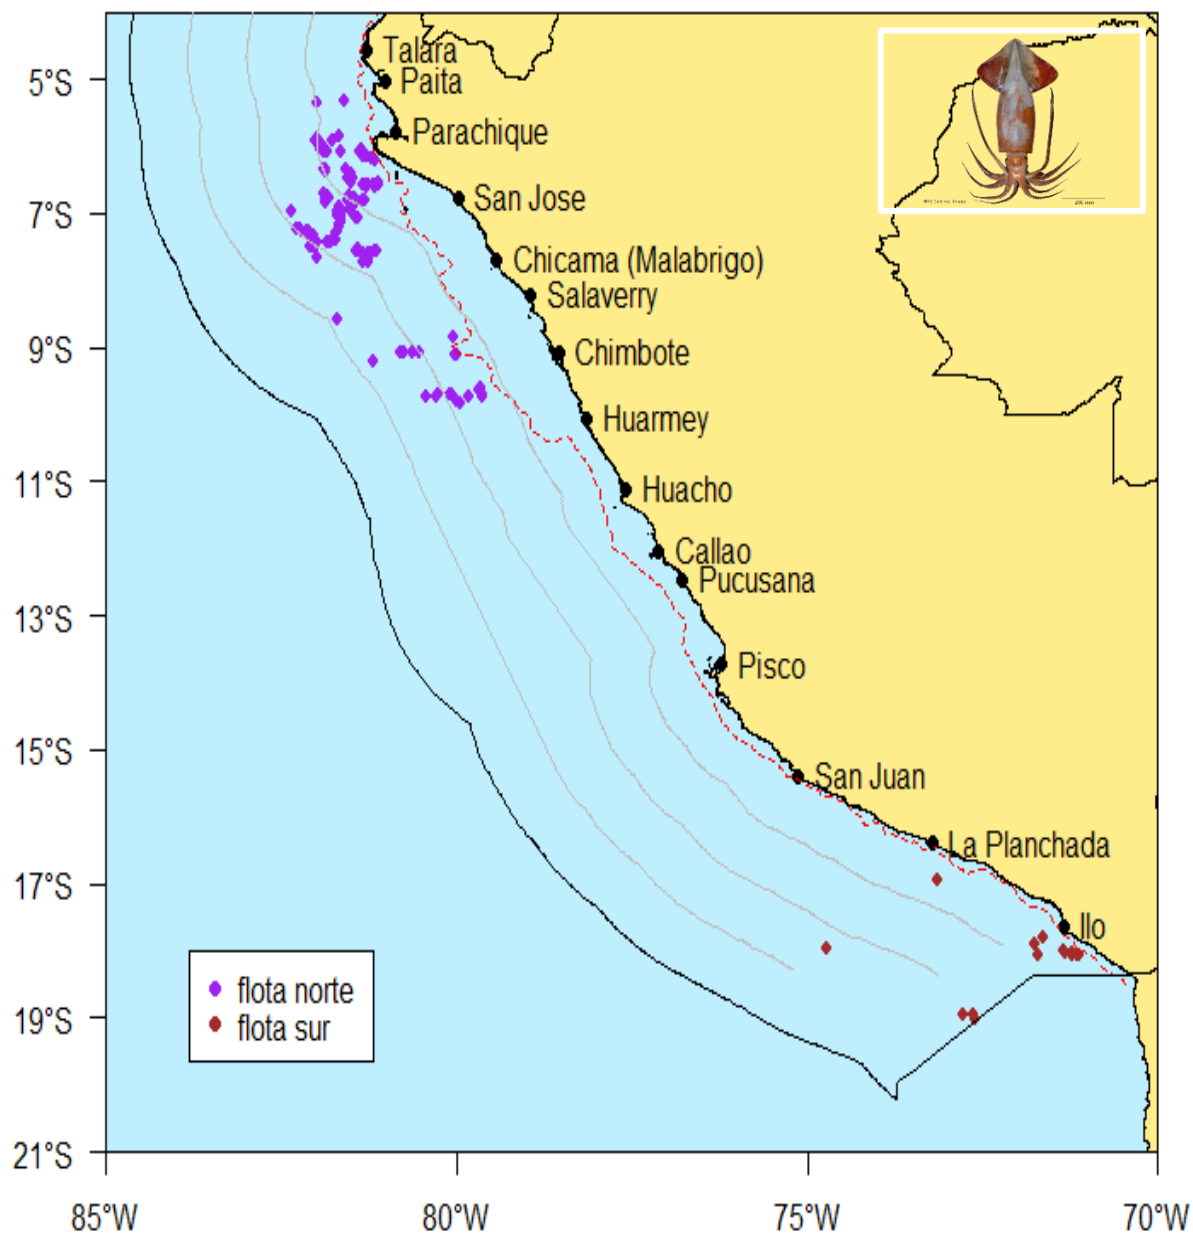 Talara
5°S
Paita
Parachique
San Jose
7°S
Chicama (Malabrigo)
Salaverry
9°S
Chimbote
Huarmey
11°S
Huacho
Callao
Pucusana
13°S
Pisco
15°S
San Juan
La Planchada
17°S
Ilo
flota norte
flota sur
19°S
21°S
85°W
80°W
75°W
70°W